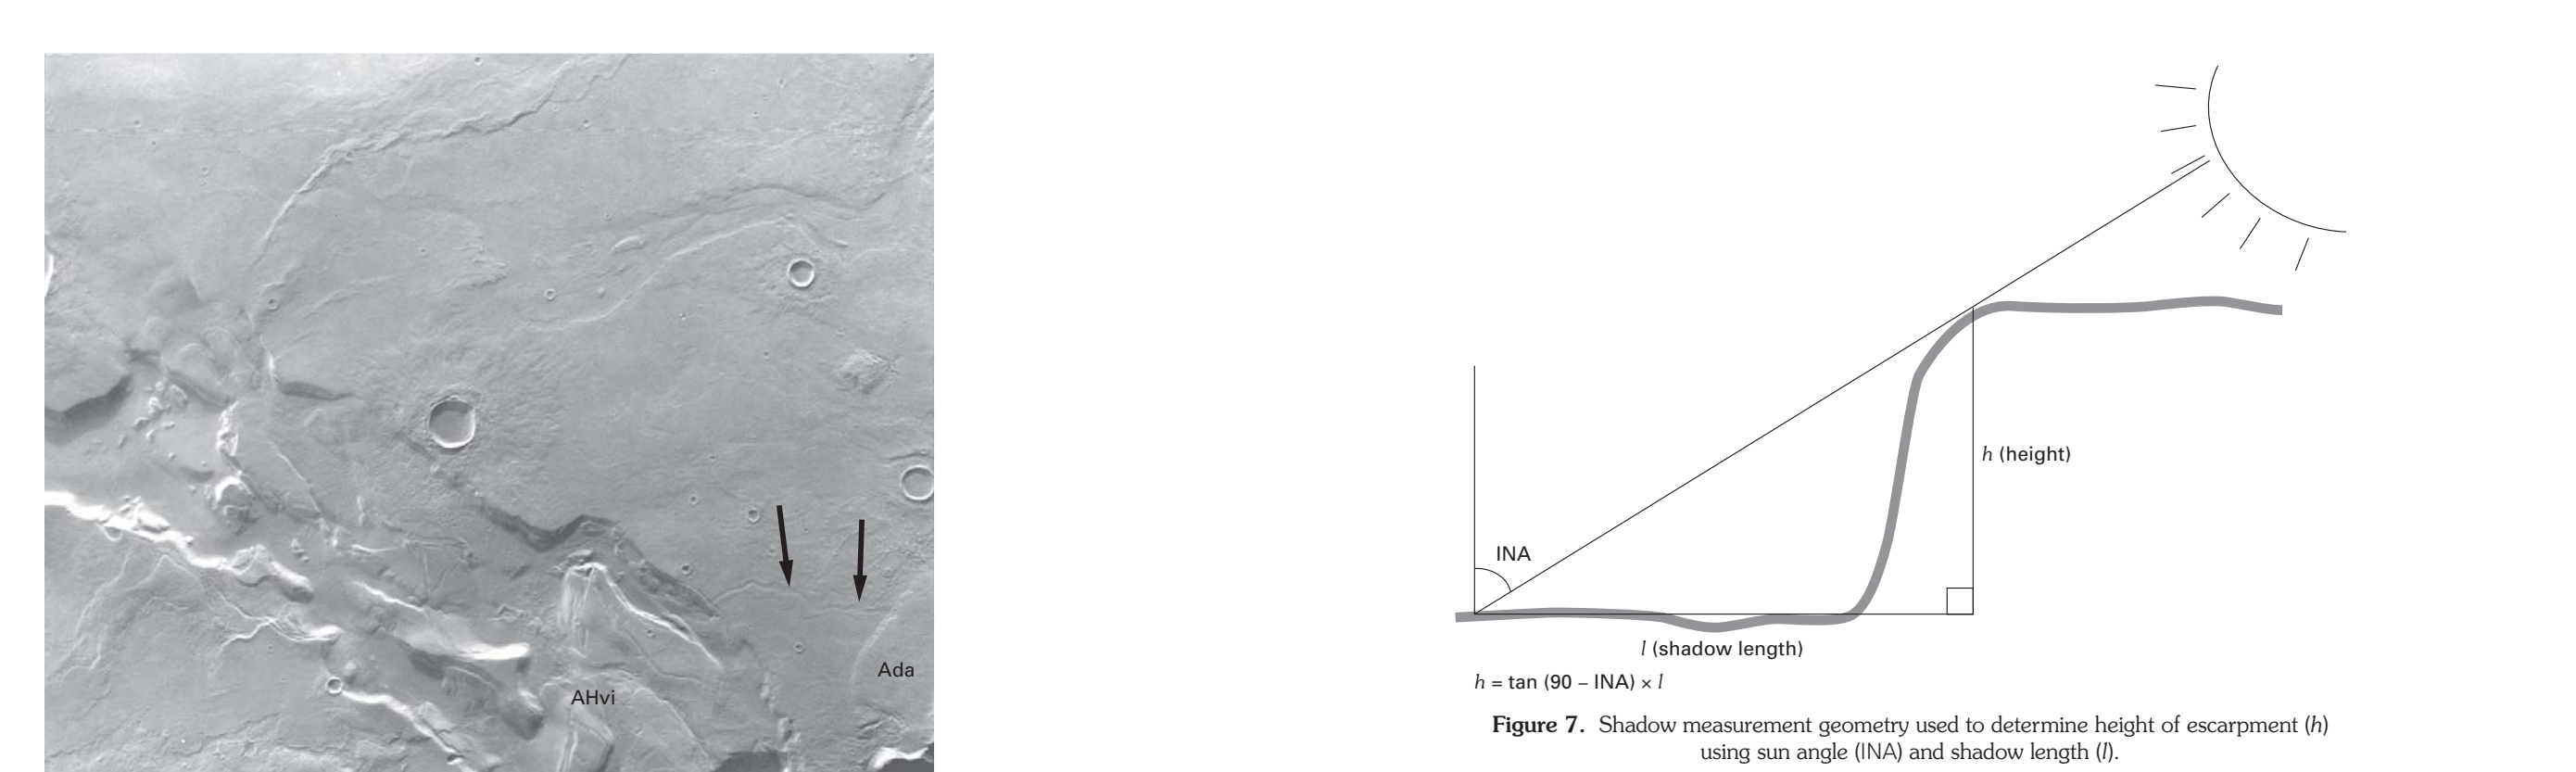 Ada
AHvi
INA
h (height)
l (shadow length)
h = tan (90 – INA) × l
Figure 7. Shadow measurement geometry used to determine height of escarpment (h)
using sun angle (INA) and shadow length (l).